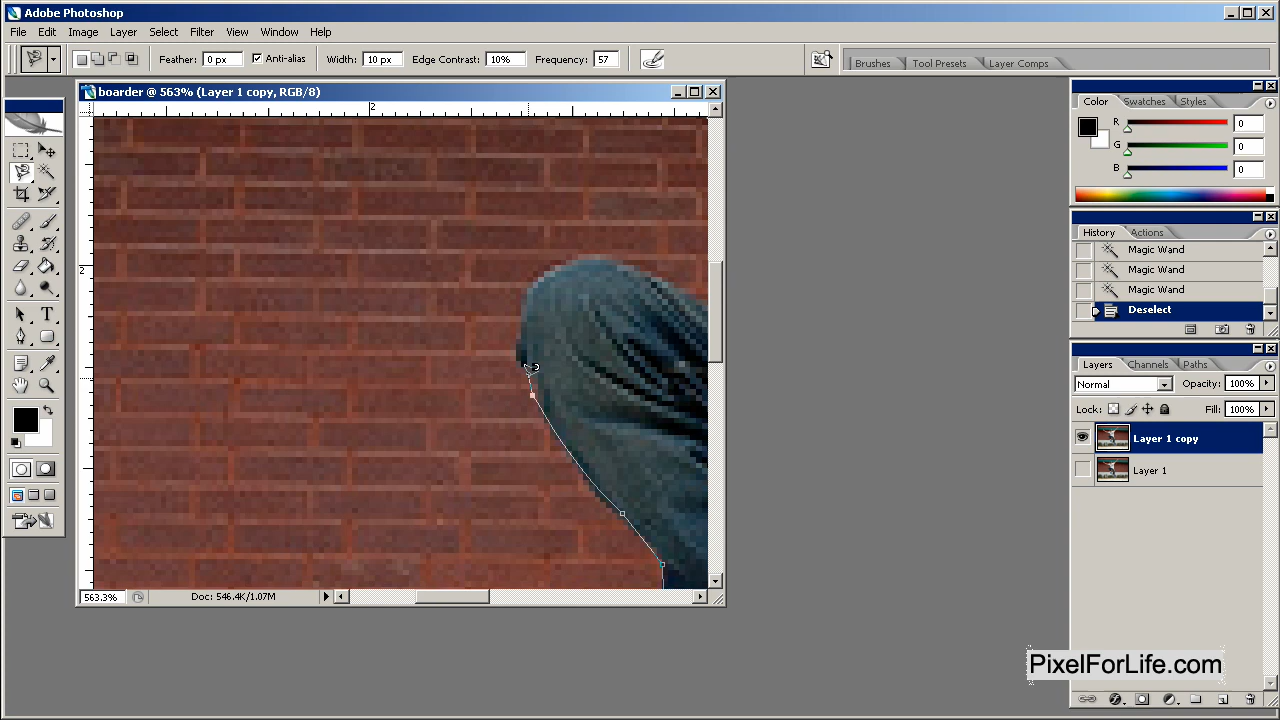 Adobe Photoshop
File Edit Image Layer Select Filter View Window Help
Feather: 0 px Anti-alias Width: 10 px Edge Contrast: 10% Frequency: 57
Brushes Tool Presets Layer Comps
boarder @ 563% (Layer 1 copy, RGB/8)
2
2
563.3% Doc: 546.4K/1.07M
Color Swatches Styles
R 0
G 0
B 0
History Actions
Magic Wand
Magic Wand
Magic Wand
Deselect
Layers Channels Paths
Normal Opacity: 100%
Lock: Fill: 100%
Layer 1 copy
Layer 1
T
PixelForLife.com